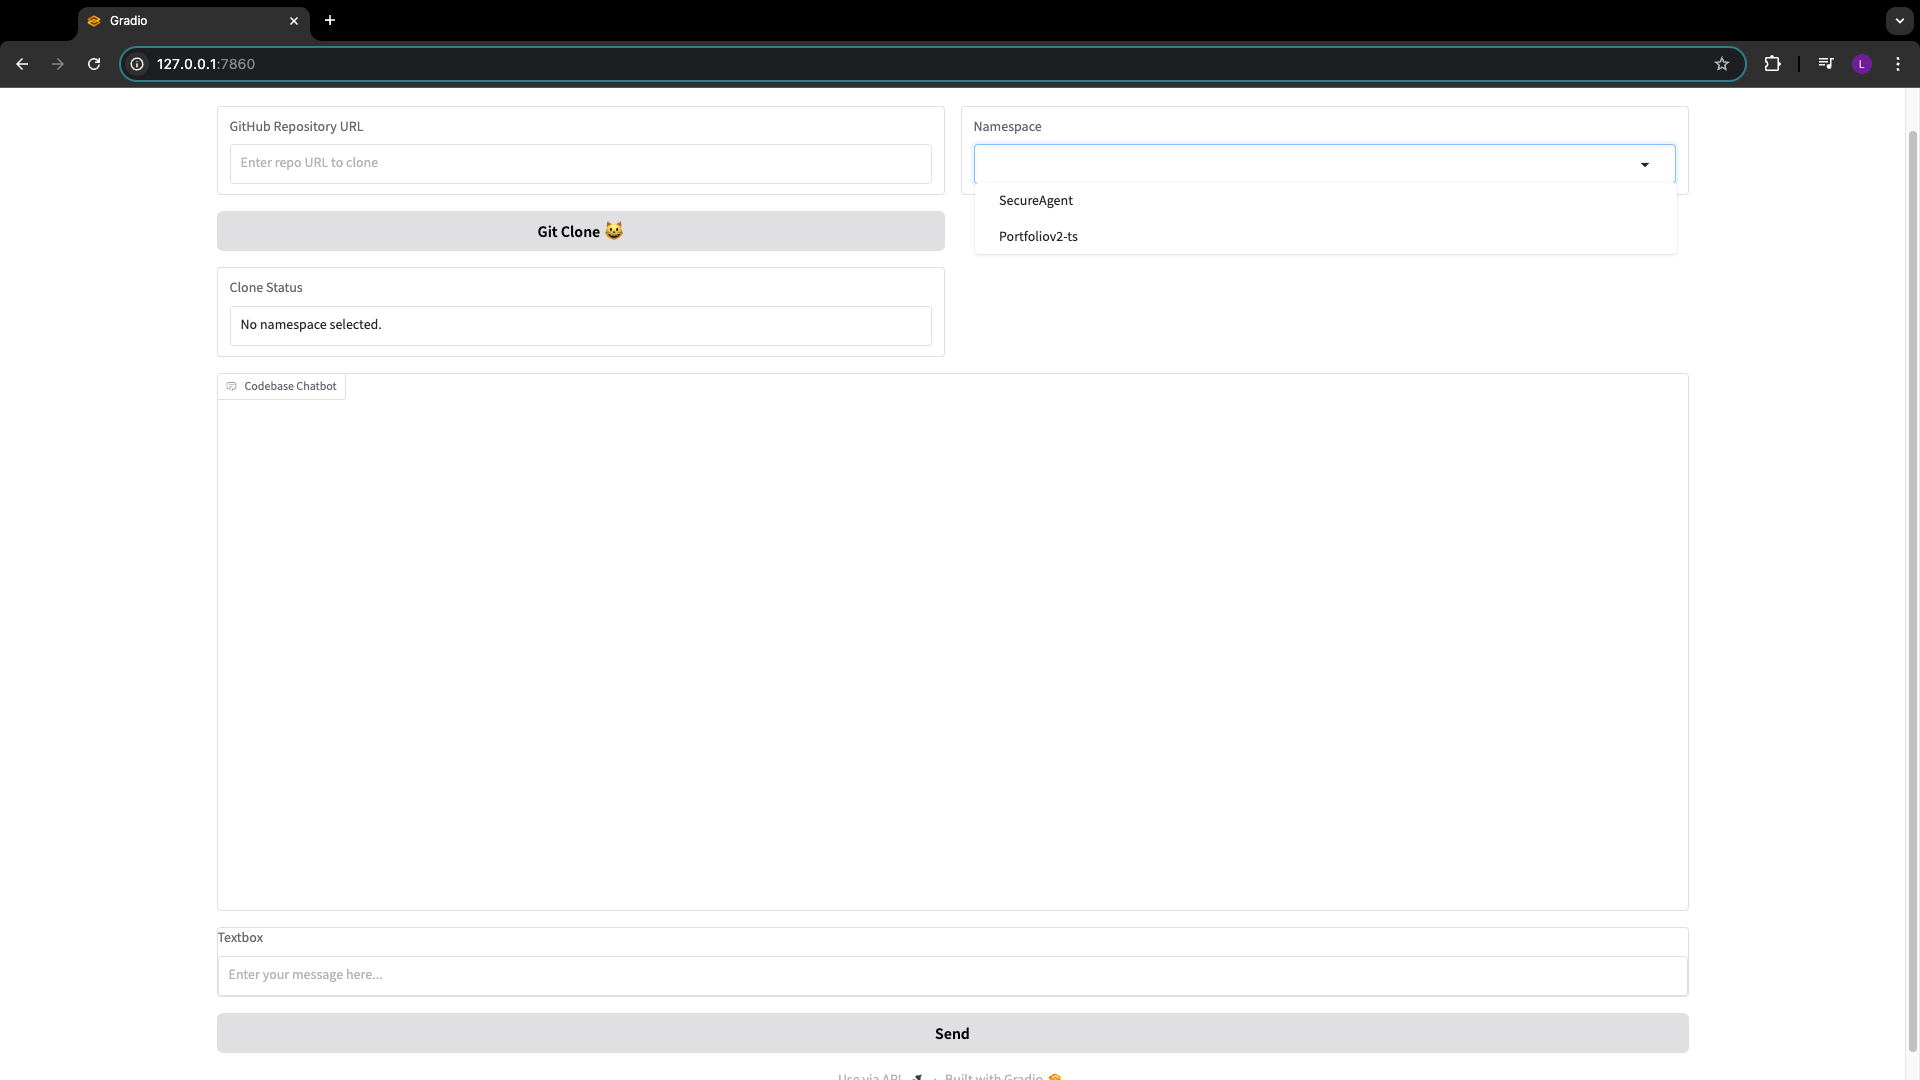 Gradio
127.0.0.1:7860
L
GitHub Repository URL
Enter repo URL to clone
Git Clone 😺
Clone Status
No namespace selected.
Namespace
SecureAgent
Portfoliov2-ts
Codebase Chatbot
Textbox
Enter your message here...
Send
Use via API · Built with Gradio